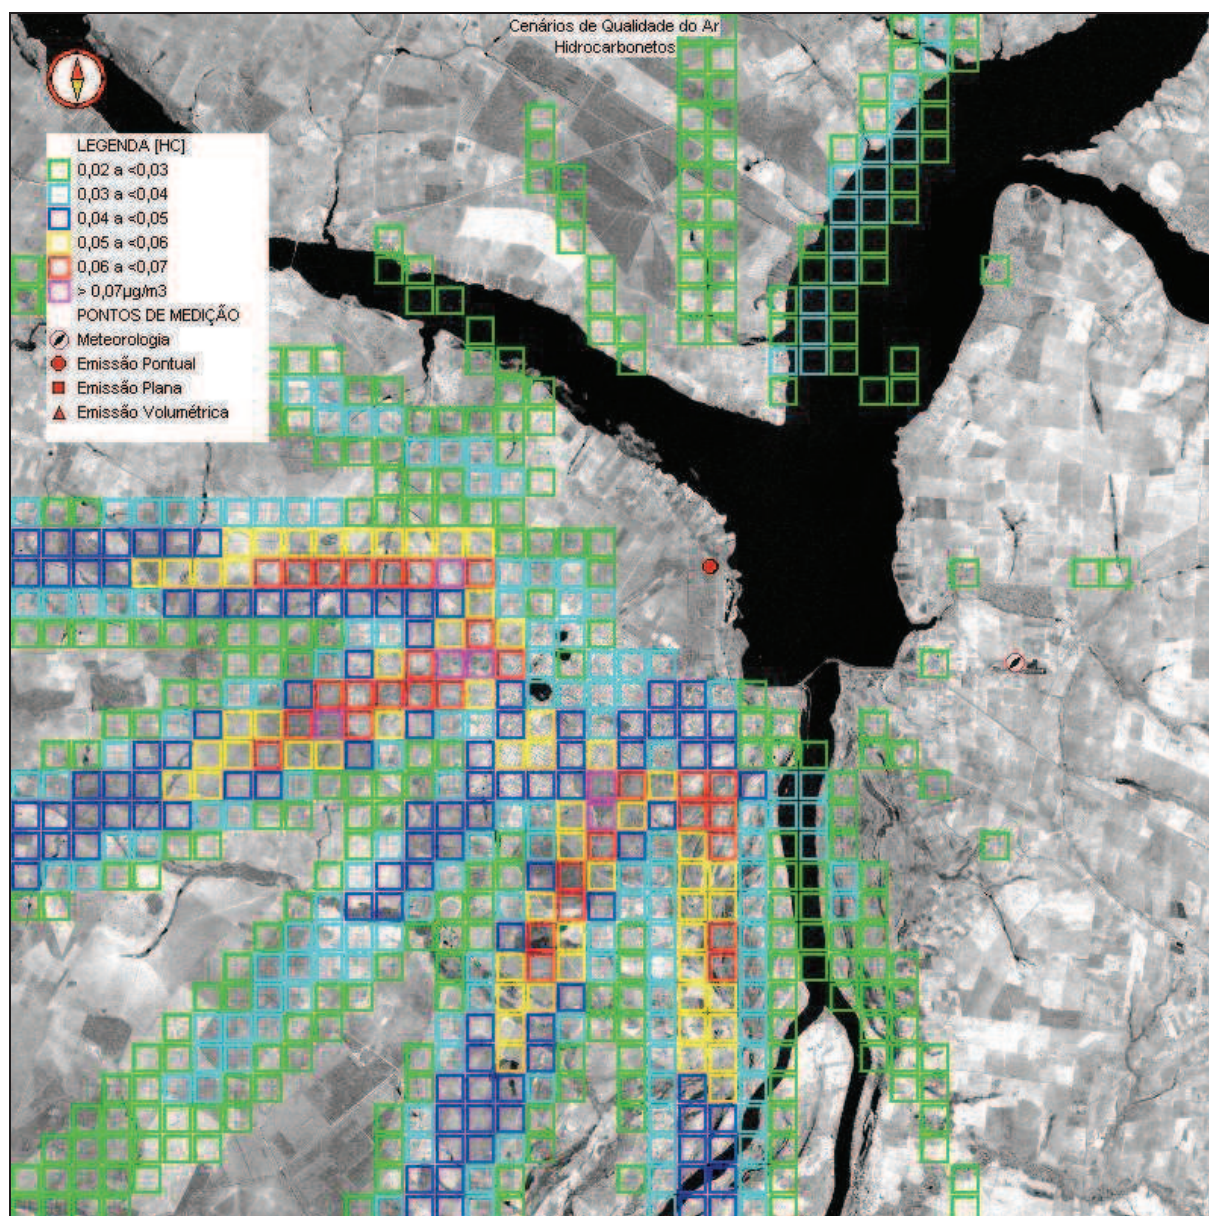 Cenários de Qualidade do Ar
Hidrocarbonetos
LEGENDA [HC]
0,02 a <0,03
0,03 a <0,04
0,04 a <0,05
0,05 a <0,06
0,06 a <0,07
> 0,07µg/m3
PONTOS DE MEDIÇÃO
Meteorologia
Emissão Pontual
Emissão Plana
Emissão Volumétrica